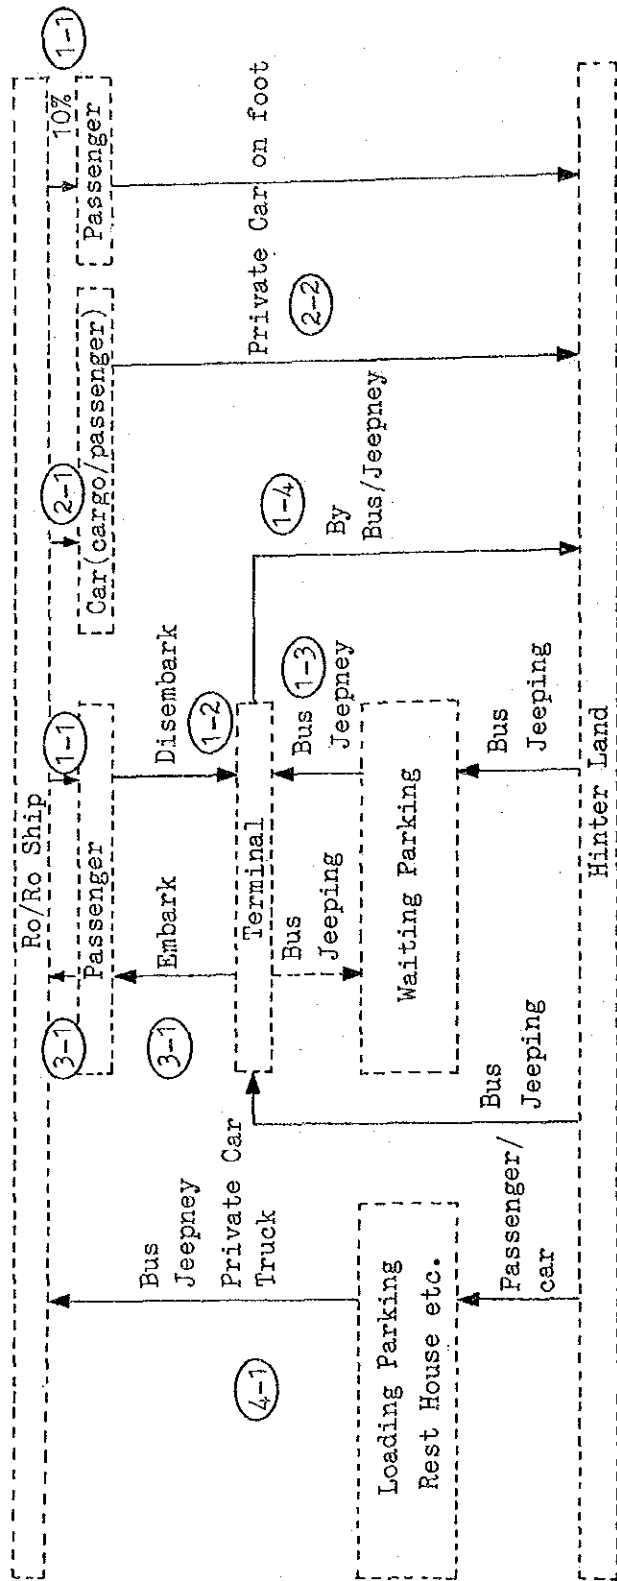 Ro/Ro Ship
3-1
1-1
2-1
10%
1-1
Passenger
Car(cargo/passenger)
Passenger
Bus
Jeepney
Private Car
Truck
4-1
3-1
Embark
Disembark
1-2
Terminal
Bus
Jeeping
Bus
Jeepney
1-3
1-4
By
Bus/Jeepney
Private Car on foot
2-2
Loading Parking
Rest House etc.
Waiting Parking
Passenger/
car
Bus
Jeeping
Bus
Jeeping
Hinter Land